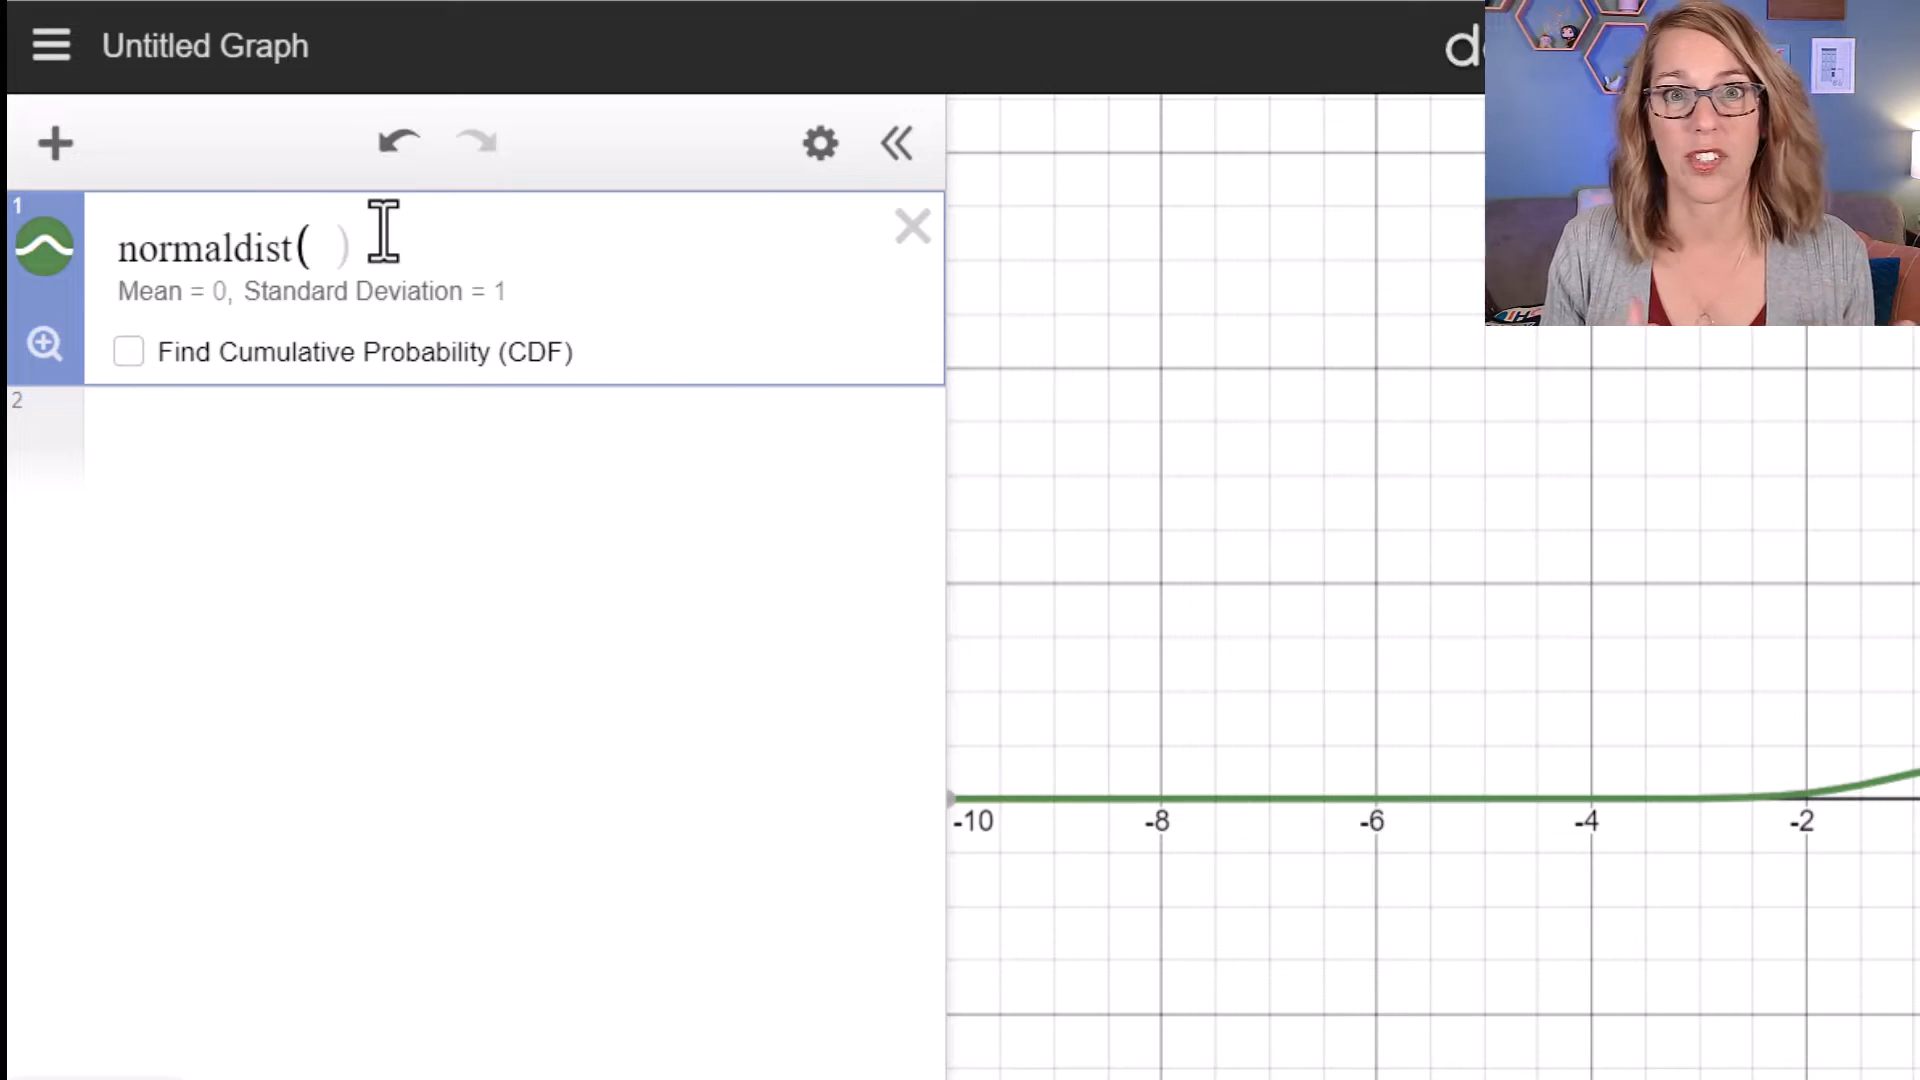 Untitled Graph
1
normaldist( )
Mean = 0, Standard Deviation = 1
Find Cumulative Probability (CDF)
2
-10 -8 -6 -4 -2